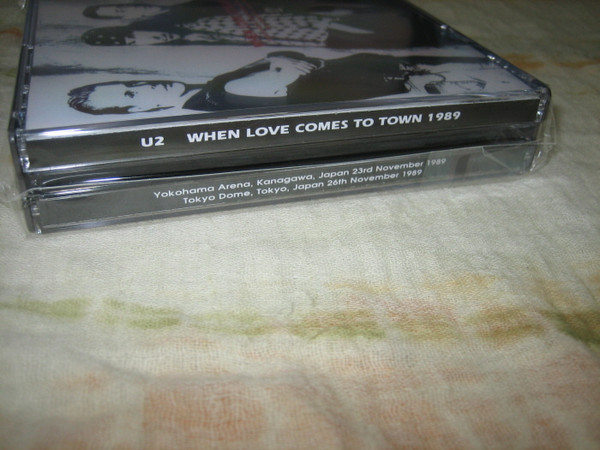 U2 WHEN LOVE COMES TO TOWN 1989
Yokohama Arena, Kanagawa, Japan 23rd November 1989
Tokyo Dome, Tokyo, Japan 26th November 1989